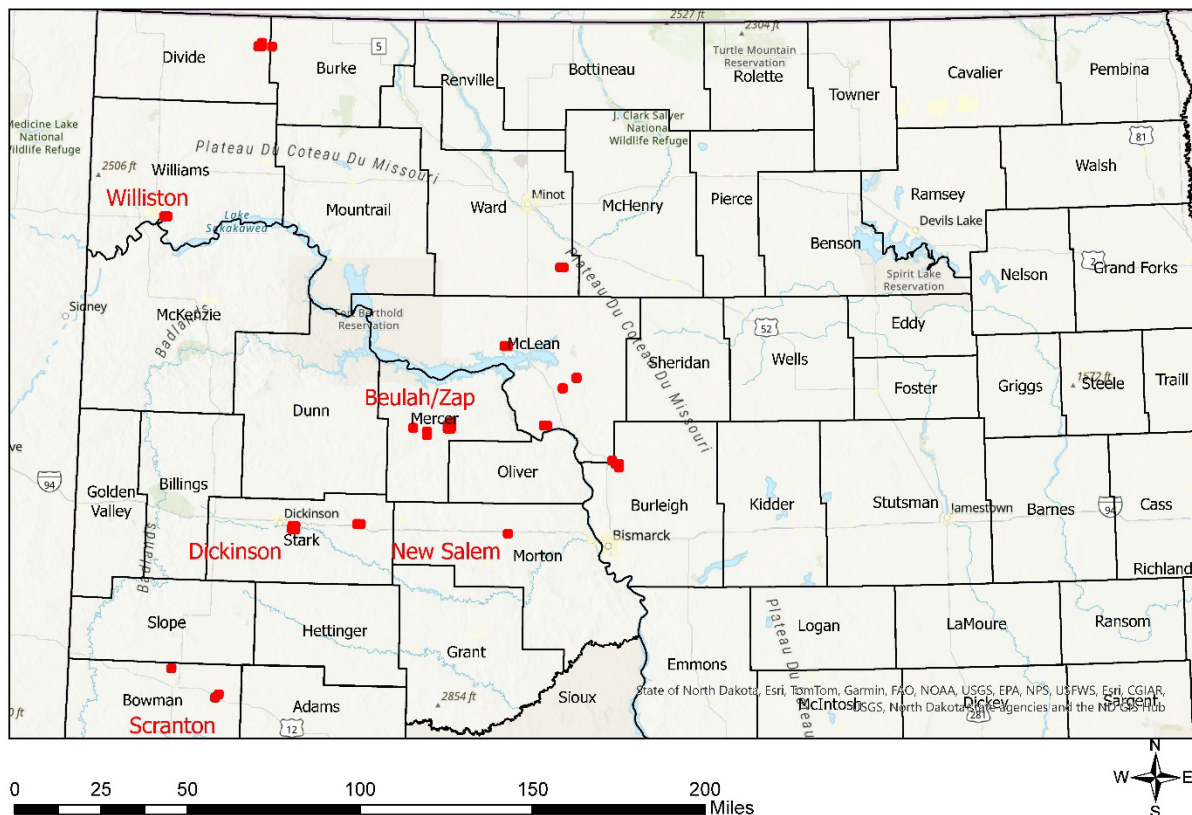 2527 ft
2304 ft
Divide
5
Burke
Renville
Bottineau
Turtle Mountain
Reservation
Rolette
Towner
Cavalier
Pembina
Medicine Lake
National
Wildlife Refuge
J. Clark Salyer
National
Wildlife Refuge
81
Plateau Du Coteau Du Missouri
2506 ft
Williams
Walsh
Williston
Lake
Sakakawea
Mountrail
Ward
Minot
McHenry
Pierce
Ramsey
Devils Lake
Benson
Plateau Du Coteau Du Missouri
Spirit Lake
Reservation
Nelson
2
Grand Forks
Sidney
McKenzie
Badlands
Fort Berthold
Reservation
McLean
Sheridan
52
Wells
Eddy
Foster
Griggs
1572 ft
Steele
Traill
Dunn
Beulah/Zap
Mercer
Oliver
94
Golden
Valley
Billings
Burleigh
Kidder
Stutsman
Jamestown
Barnes
94
Cass
Dickinson
Stark
Dickinson
New Salem
Morton
Bismarck
Badlands
Richland
Slope
Hettinger
Grant
Logan
LaMoure
Ransom
Plateau Du Coteau
Emmons
Bowman
Scranton
Adams
12
2854 ft
Sioux
McIntosh
Dickey
281
Sargent
State of North Dakota, Esri, TomTom, Garmin, FAO, NOAA, USGS, EPA, NPS, USFWS, Esri, CGIAR,
USGS, North Dakota state agencies and the ND GIS Hub
N
W E
S
0 25 50 100 150 200
Miles